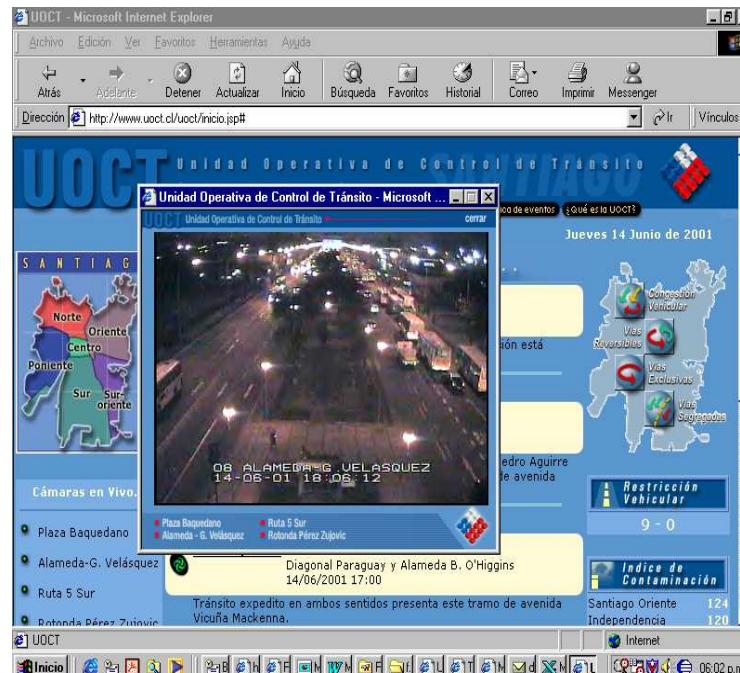 UOCT - Microsoft Internet Explorer
Archivo Edición Ver Favoritos Herramientas Ayuda
Atrás Adelante Detener Actualizar Inicio Búsqueda Favoritos Historial Correo Imprimir Messenger
Dirección http://www.uoct.cl/uoct/inicio.jsp# Ir Vínculos
UOCT Unidad Operativa de Control de Tránsito
SANTIAGO
Unidad Operativa de Control de Tránsito - Microsoft ...
UOCT Unidad Operativa de Control de Tránsito cerrar
de eventos ¿Qué es la UOCT?
Jueves 14 Junio de 2001
SANTIAG
Norte
Oriente
Centro
Poniente
Sur Sur-
oriente
08 ALAMEDA-G.VELASQUEZ
14-06-01 18:06:12
Plaza Baquedano Ruta 5 Sur
Alameda - G. Velásquez Rotonda Pérez Zujovic
Congestión
Vehicular
Vías
Reversibles
Vías
Exclusivas
Vías
Segregadas
ión está
edro Aguirre
de avenida
Cámaras en Vivo.
Plaza Baquedano
Alameda-G. Velásquez
Ruta 5 Sur
Rotonda Pérez Zujovic
Diagonal Paraguay y Alameda B. O'Higgins
14/06/2001 17:00
Tránsito expedito en ambos sentidos presenta este tramo de avenida
Vicuña Mackenna.
Restricción
Vehicular
9 - 0
Indice de
Contaminación
Santiago Oriente 124
Independencia 120
UOCT Internet
Inicio 06:02 p.m